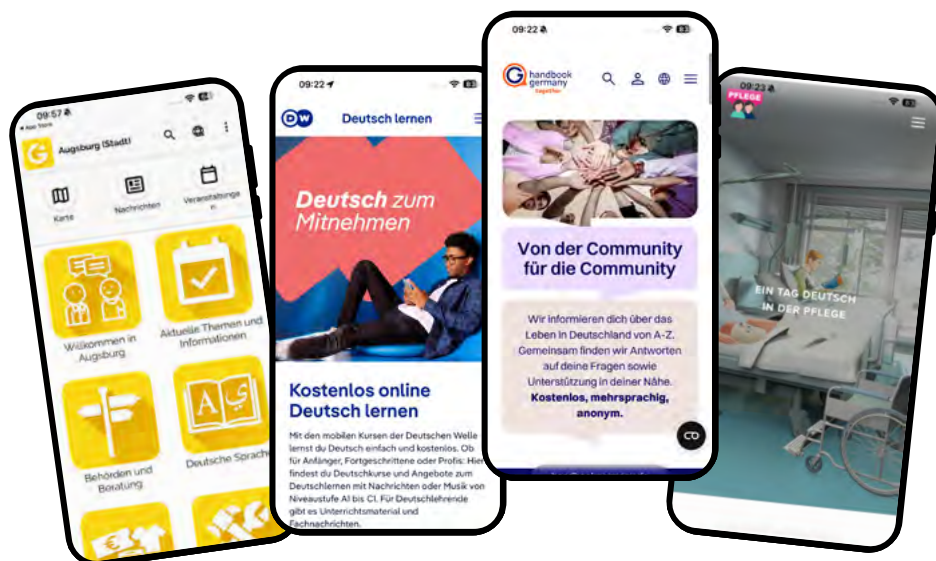 09:57
App Store
Augsburg (Stadt)
Karte
Nachrichten
Veranstaltunge
n
Willkommen in
Augsburg
Aktuelle Themen und
Informationen
Behörden und
Beratung
Deutsche Sprache
09:22
DW
Deutsch lernen
Deutsch zum
Mitnehmen
Kostenlos online
Deutsch lernen
Mit den mobilen Kursen der Deutschen Welle
lernst du Deutsch einfach und kostenlos. Ob
für Anfänger, Fortgeschrittene oder Profis: Hier
findest du Deutschkurse und Angebote zum
Deutschlernen mit Nachrichten oder Musik von
Niveaustufe A1 bis C1. Für Deutschlehrende
gibt es Unterrichtsmaterial und
Fachnachrichten.
09:22
83
handbook
germany
together
Von der Community
für die Community
Wir informieren dich über das
Leben in Deutschland von A-Z.
Gemeinsam finden wir Antworten
auf deine Fragen sowie
Unterstützung in deiner Nähe.
Kostenlos, mehrsprachig,
anonym.
09:23
PFLEGE
EIN TAG DEUTSCH
IN DER PFLEGE